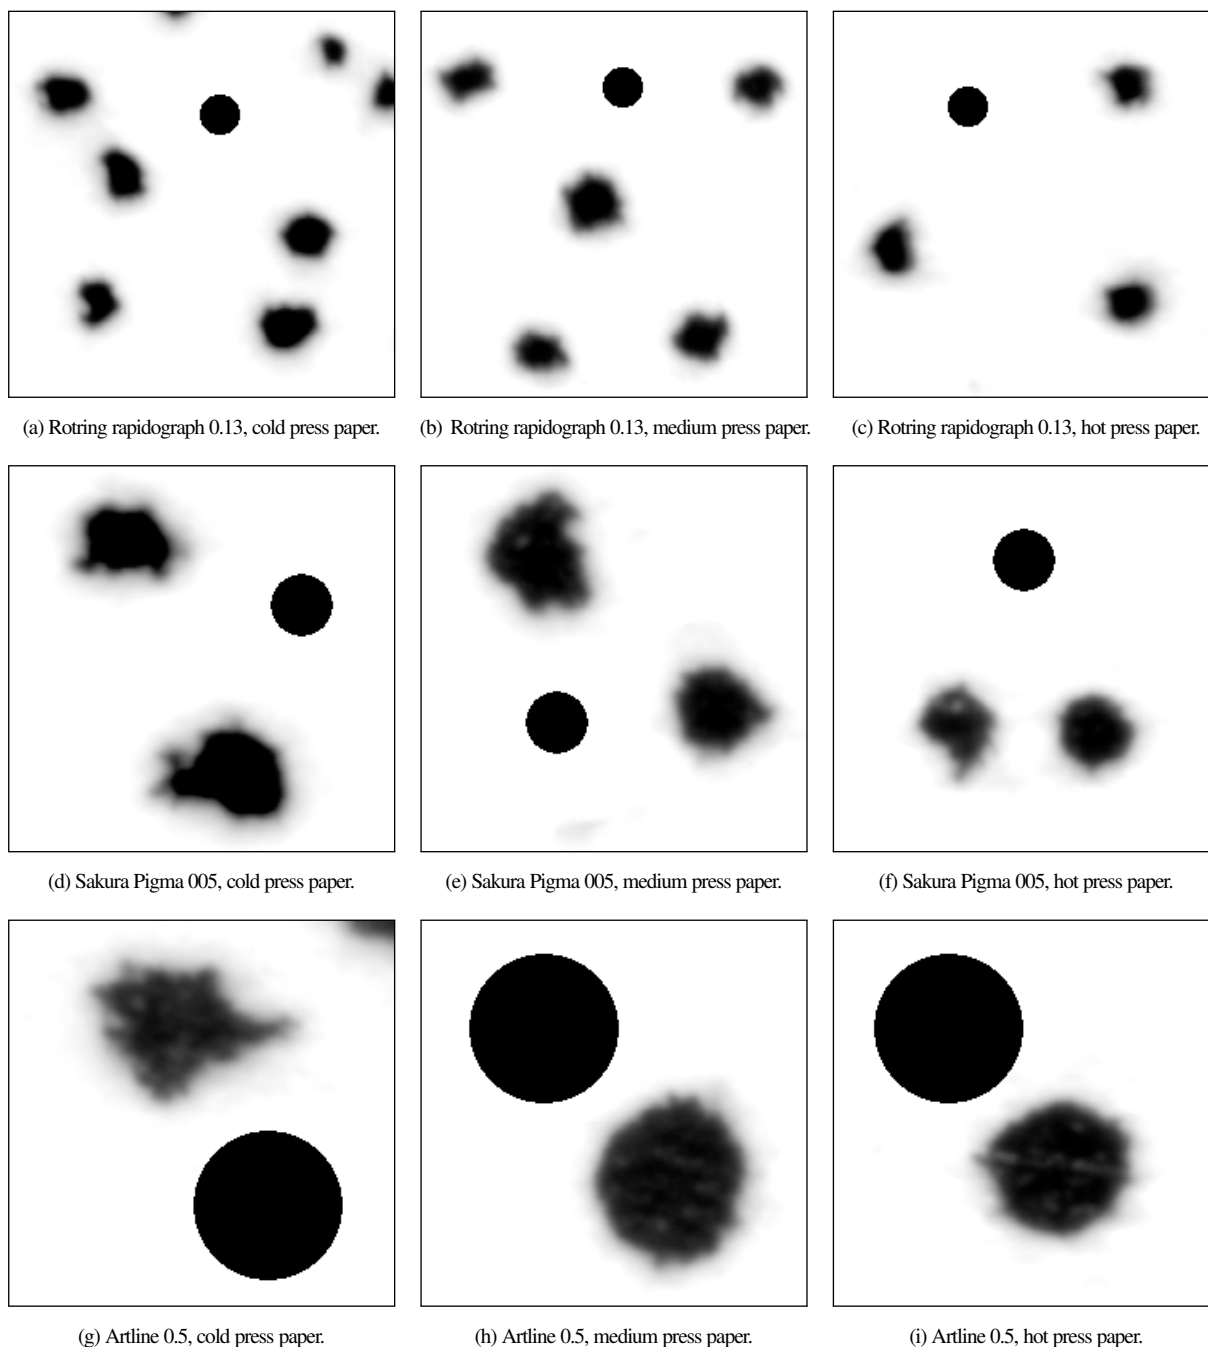 (a) Rotring rapidograph 0.13, cold press paper.
(b) Rotring rapidograph 0.13, medium press paper.
(c) Rotring rapidograph 0.13, hot press paper.
(d) Sakura Pigma 005, cold press paper.
(e) Sakura Pigma 005, medium press paper.
(f) Sakura Pigma 005, hot press paper.
(g) Artline 0.5, cold press paper.
(h) Artline 0.5, medium press paper.
(i) Artline 0.5, hot press paper.